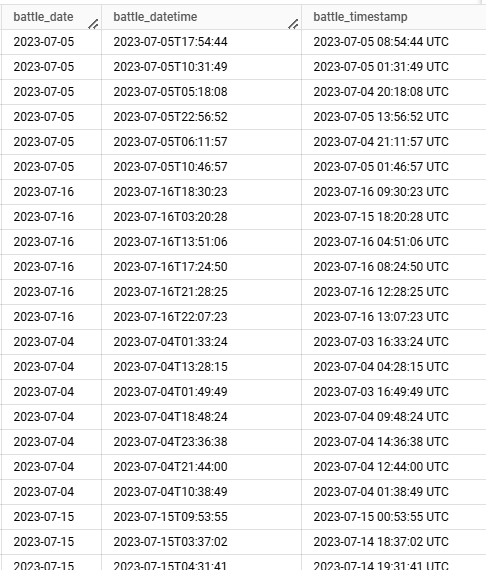 battle_date battle_datetime battle_timestamp
2023-07-05 2023-07-05T17:54:44 2023-07-05 08:54:44 UTC
2023-07-05 2023-07-05T10:31:49 2023-07-05 01:31:49 UTC
2023-07-05 2023-07-05T05:18:08 2023-07-04 20:18:08 UTC
2023-07-05 2023-07-05T22:56:52 2023-07-05 13:56:52 UTC
2023-07-05 2023-07-05T06:11:57 2023-07-04 21:11:57 UTC
2023-07-05 2023-07-05T10:46:57 2023-07-05 01:46:57 UTC
2023-07-16 2023-07-16T18:30:23 2023-07-16 09:30:23 UTC
2023-07-16 2023-07-16T03:20:28 2023-07-15 18:20:28 UTC
2023-07-16 2023-07-16T13:51:06 2023-07-16 04:51:06 UTC
2023-07-16 2023-07-16T17:24:50 2023-07-16 08:24:50 UTC
2023-07-16 2023-07-16T21:28:25 2023-07-16 12:28:25 UTC
2023-07-16 2023-07-16T22:07:23 2023-07-16 13:07:23 UTC
2023-07-04 2023-07-04T01:33:24 2023-07-03 16:33:24 UTC
2023-07-04 2023-07-04T13:28:15 2023-07-04 04:28:15 UTC
2023-07-04 2023-07-04T01:49:49 2023-07-03 16:49:49 UTC
2023-07-04 2023-07-04T18:48:24 2023-07-04 09:48:24 UTC
2023-07-04 2023-07-04T23:36:38 2023-07-04 14:36:38 UTC
2023-07-04 2023-07-04T21:44:00 2023-07-04 12:44:00 UTC
2023-07-04 2023-07-04T10:38:49 2023-07-04 01:38:49 UTC
2023-07-15 2023-07-15T09:53:55 2023-07-15 00:53:55 UTC
2023-07-15 2023-07-15T03:37:02 2023-07-14 18:37:02 UTC
2023-07-15 2023-07-15T04:31:41 2023-07-14 19:31:41 UTC